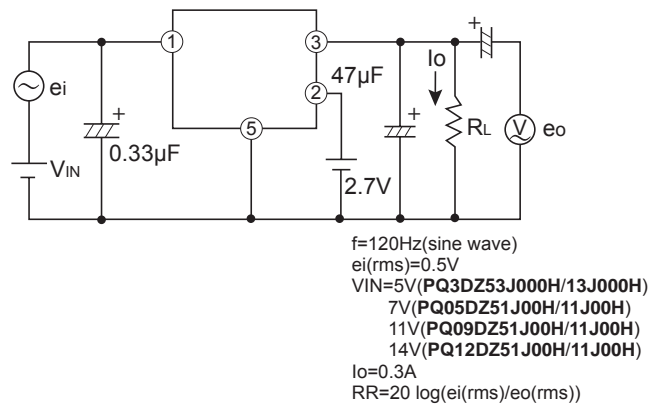 1
3
Io
47µF
ei
2
+
+
+
RL
V
eo
5
0.33µF
VIN
2.7V
f=120Hz(sine wave)
ei(rms)=0.5V
VIN=5V(PQ3DZ53J000H/13J000H)
7V(PQ05DZ51J00H/11J00H)
11V(PQ09DZ51J00H/11J00H)
14V(PQ12DZ51J00H/11J00H)
Io=0.3A
RR=20 log(ei(rms)/eo(rms))